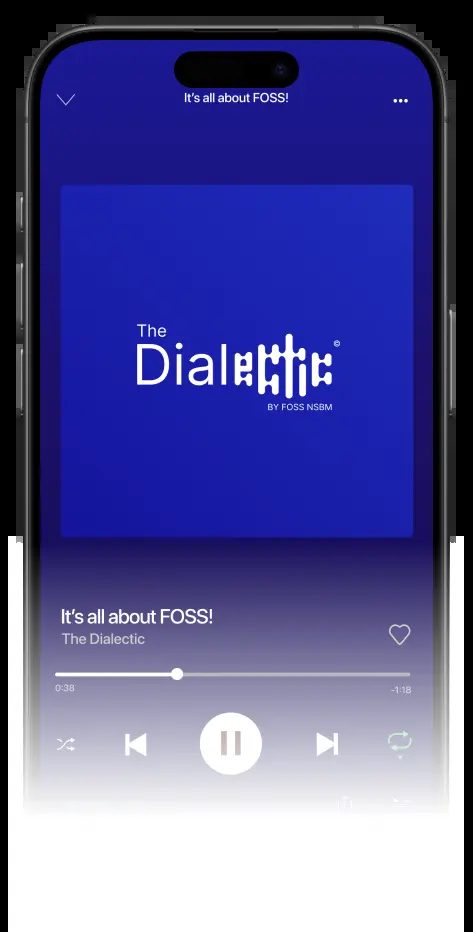 It's all about FOSS!
The
Dialectic
©
BY FOSS NSBM
It's all about FOSS!
The Dialectic
0:38
-1:18